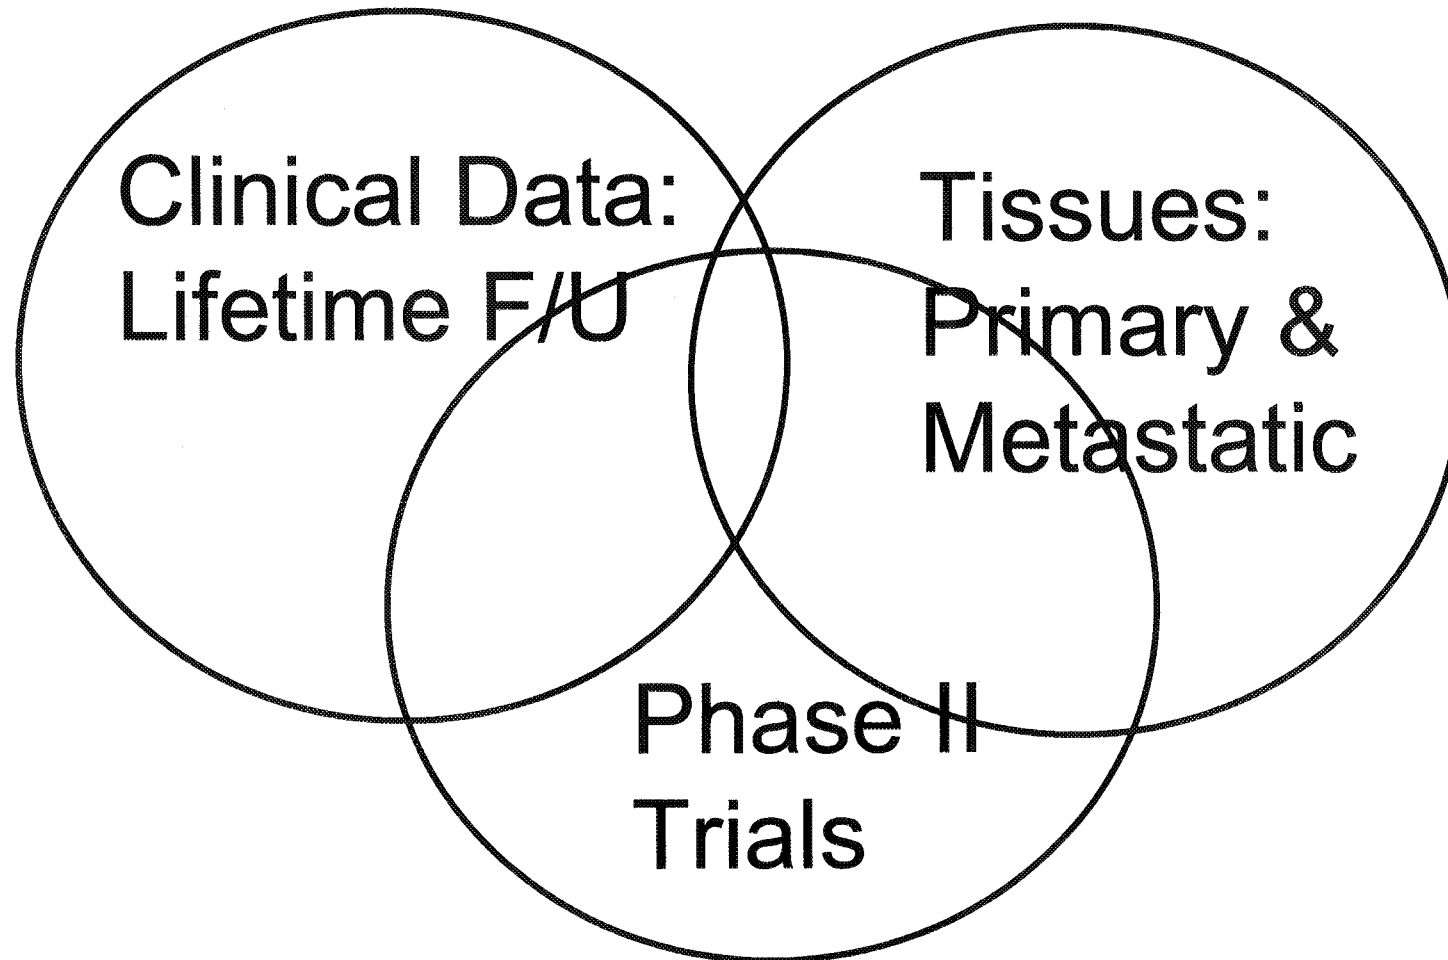 Clinical Data:
Lifetime F/U
Tissues:
Primary &
Metastatic
Phase II
Trials